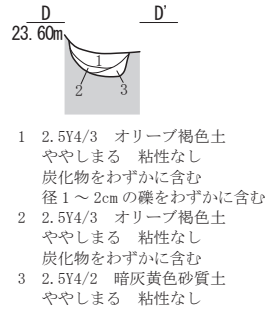 D D'
23.60m
1
2 3
1 2.5Y4/3 オリーブ褐色土
ややしまる 粘性なし
炭化物をわずかに含む
径1～2cmの礫をわずかに含む
2 2.5Y4/3 オリーブ褐色土
ややしまる 粘性なし
炭化物をわずかに含む
3 2.5Y4/2 暗灰黄色砂質土
ややしまる 粘性なし